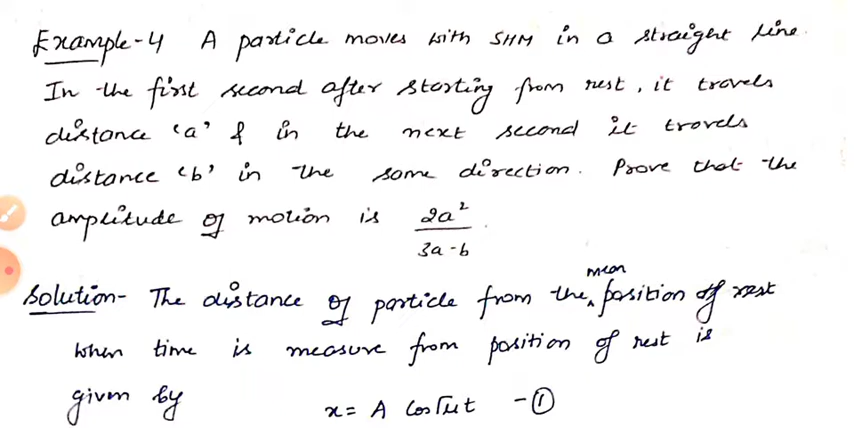 Example-4 A particle moves with SHM in a straight line.
In the first second after starting from rest, it travels
distance 'a' & in the next second it travels
distance 'b' in the same direction. Prove that the
amplitude of motion is 2a²/3a-b.
Solution- The distance of particle from the mean position of rest
when time is measure from position of rest is
given by x = A cos√μt -①